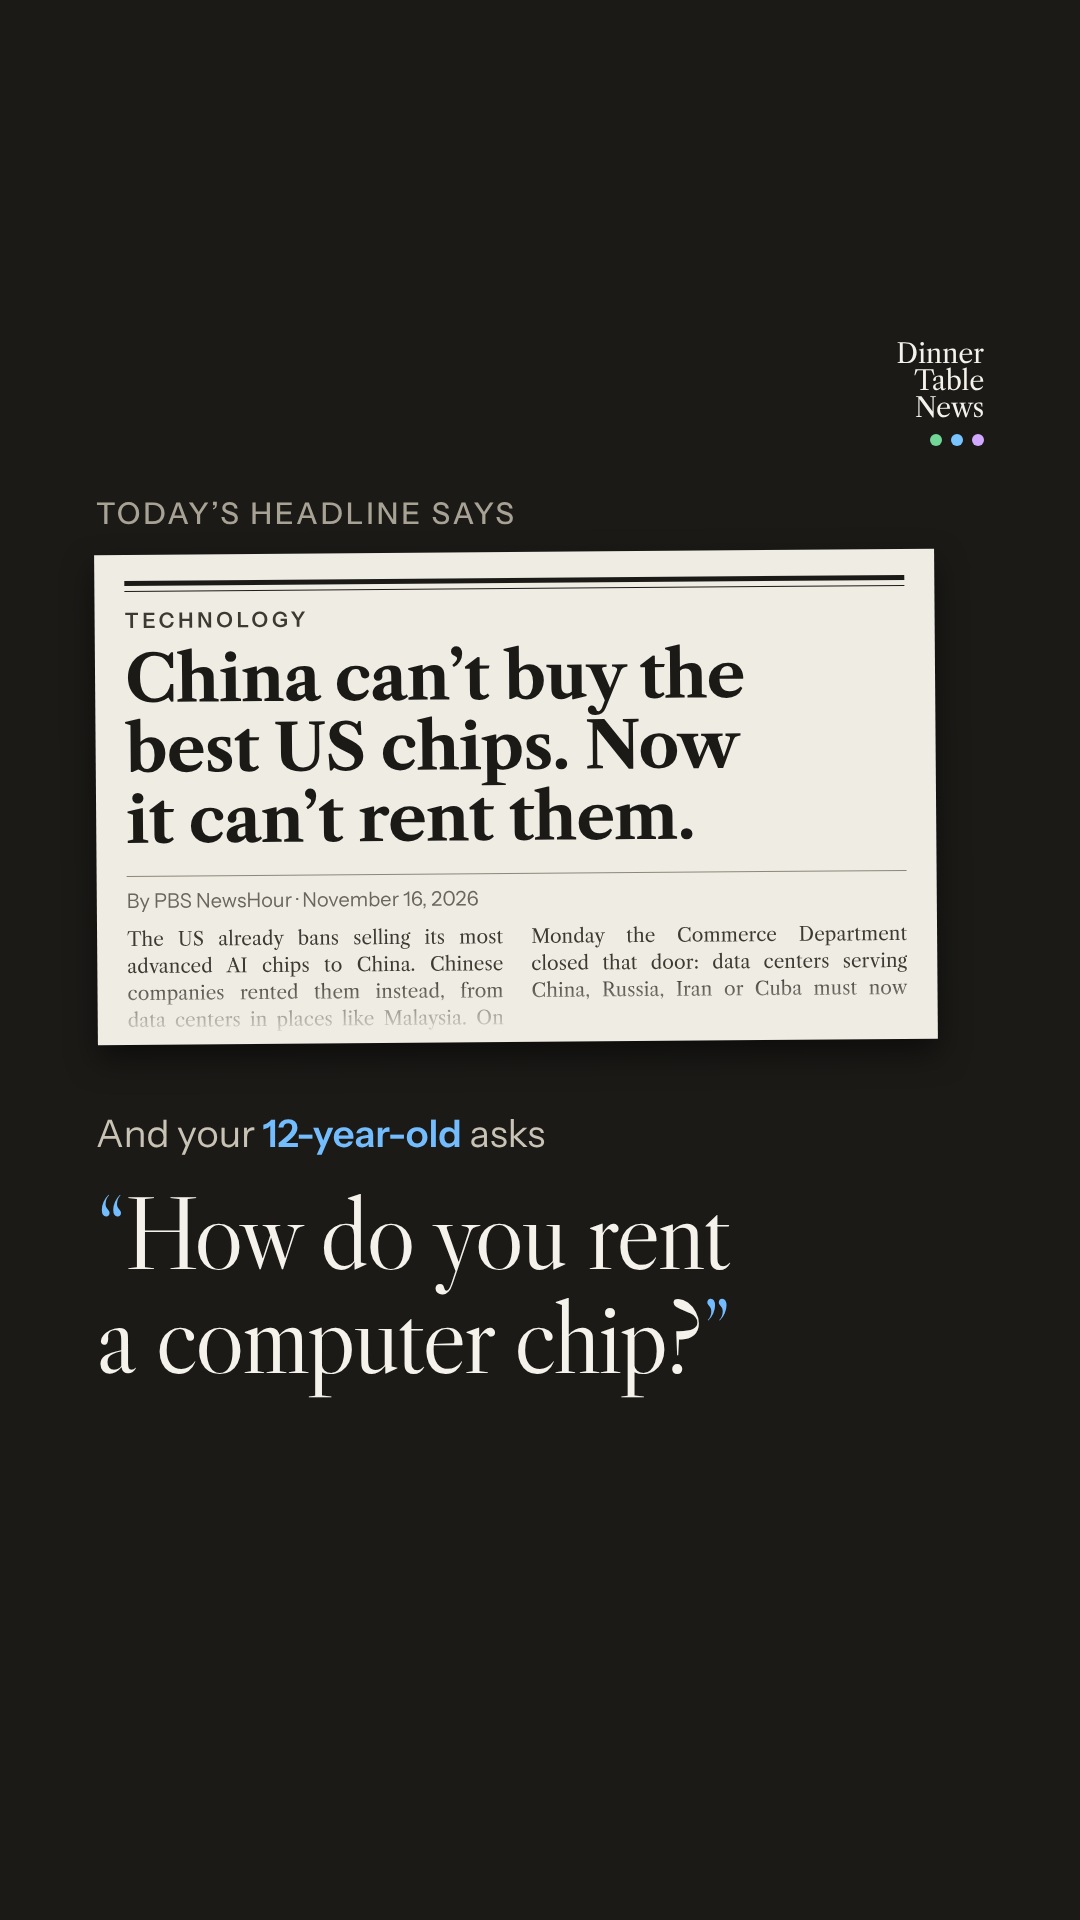 Dinner
Table
News
TODAY’S HEADLINE SAYS
TECHNOLOGY
China can’t buy the
best US chips. Now
it can’t rent them.
By PBS NewsHour · November 16, 2026
The US already bans selling its most
advanced AI chips to China. Chinese
companies rented them instead, from
data centers in places like Malaysia. On
Monday the Commerce Department
closed that door: data centers serving
China, Russia, Iran or Cuba must now
And your 12-year-old asks
“How do you rent
a computer chip?”